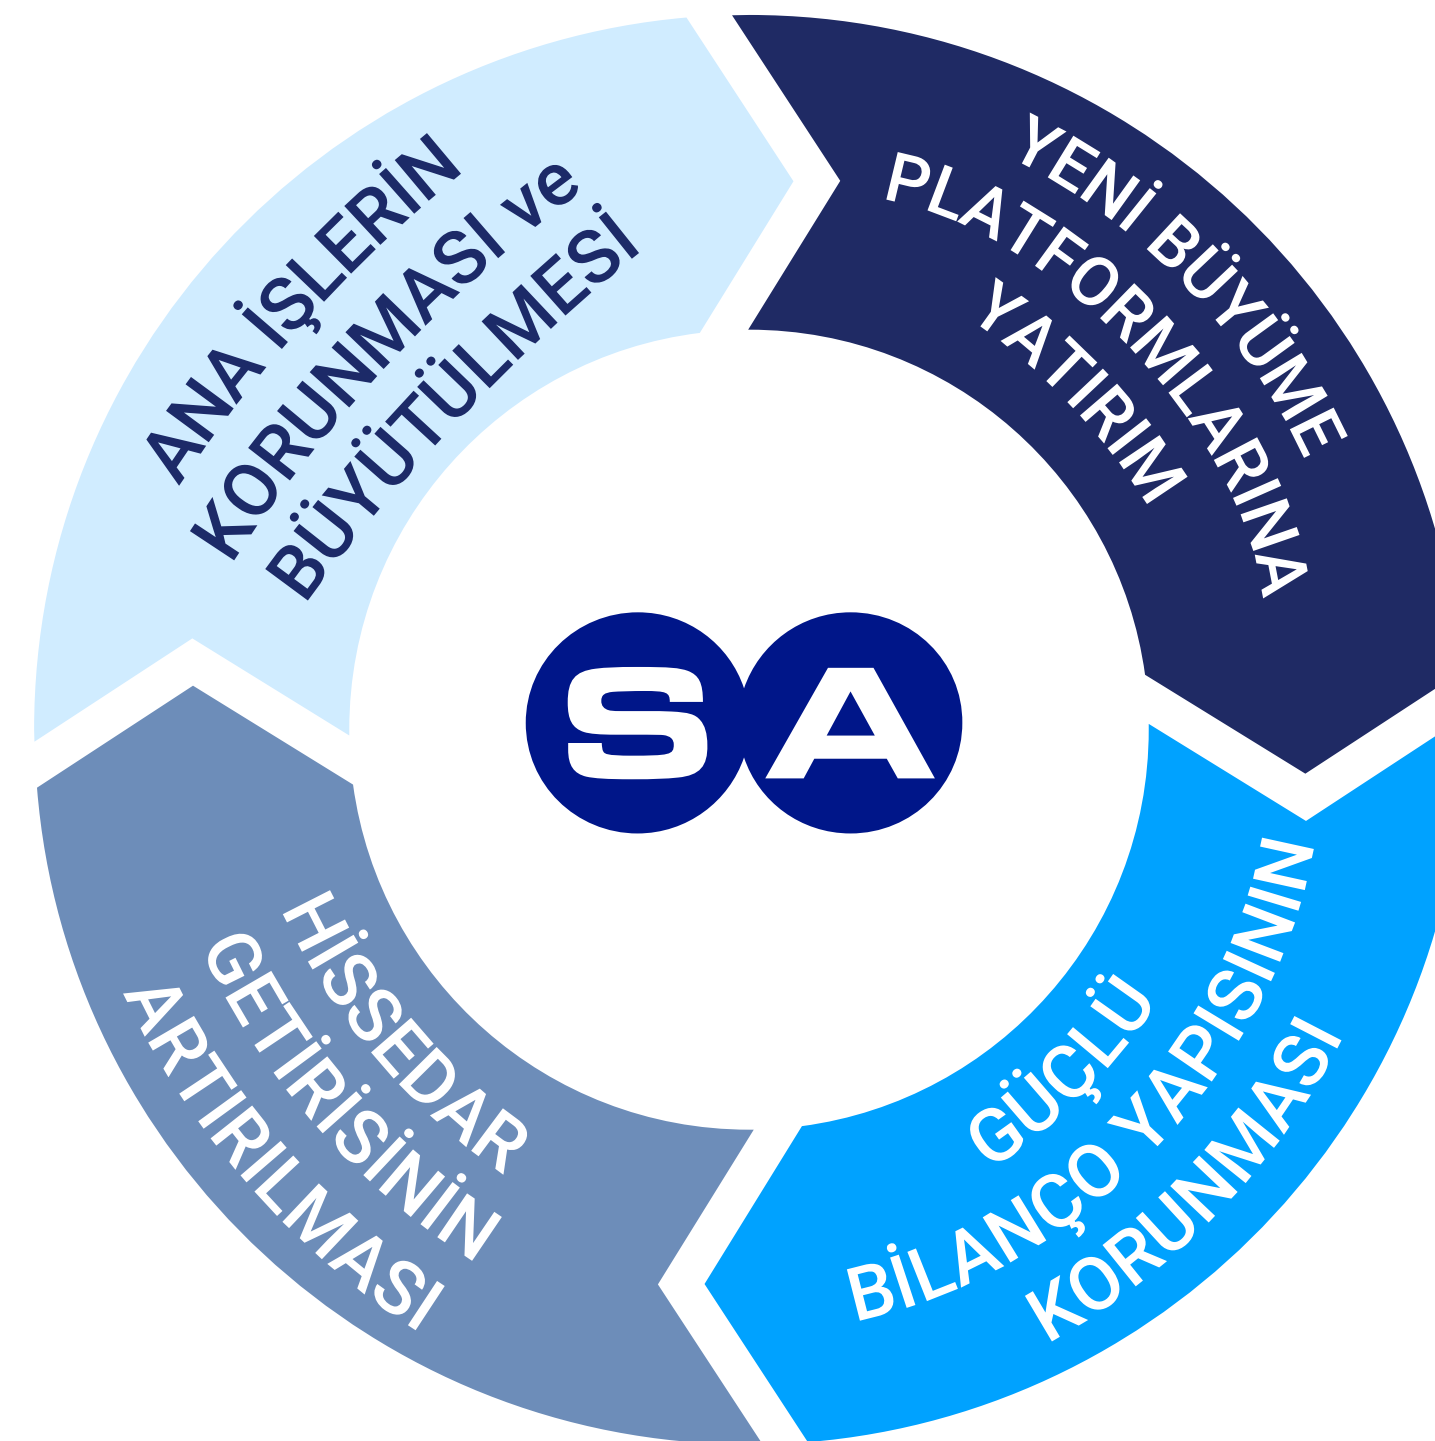 ANA İŞLERİN
KORUNMASI ve
BÜYÜTÜLMESİ
YENİ BÜYÜME
PLATFORMLARINA
YATIRIM
SA
GÜÇLÜ
BİLANÇO YAPISININ
KORUNMASI
HİSSEDAR
GETİRİSİNİN
ARTIRILMASI